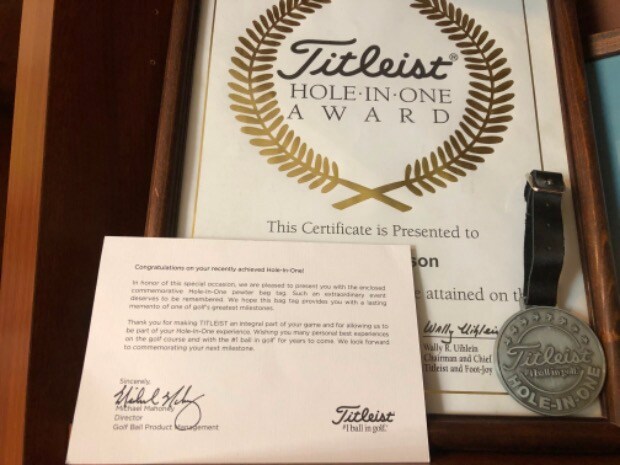 Titleist®
HOLE·IN·ONE
AWARD
This Certificate is Presented to
son
e attained on th
Wally Uihlein
Wally R. Uihlein
Chairman and Chief
Titleist and Foot-Joy
Congratulations on your recently achieved Hole-In-One!
In honor of this special occasion, we are pleased to present you with the enclosed
commemorative Hole-In-One pewter bag tag. Such an extraordinary event
deserves to be remembered. We hope this bag tag provides you with a lasting
memento of one of golf's greatest milestones.
Thank you for making TITLEIST an integral part of your game and for allowing us to
be part of your Hole-In-One experience. Wishing you many personal best experiences
on the golf course and with the #1 ball in golf® for years to come. We look forward
to commemorating your next milestone.
Sincerely,
Michael Mahoney
Director
Golf Ball Product Management
Titleist
#1 ball in golf.®
Titleist
#1 ball in golf
HOLE-IN-ONE